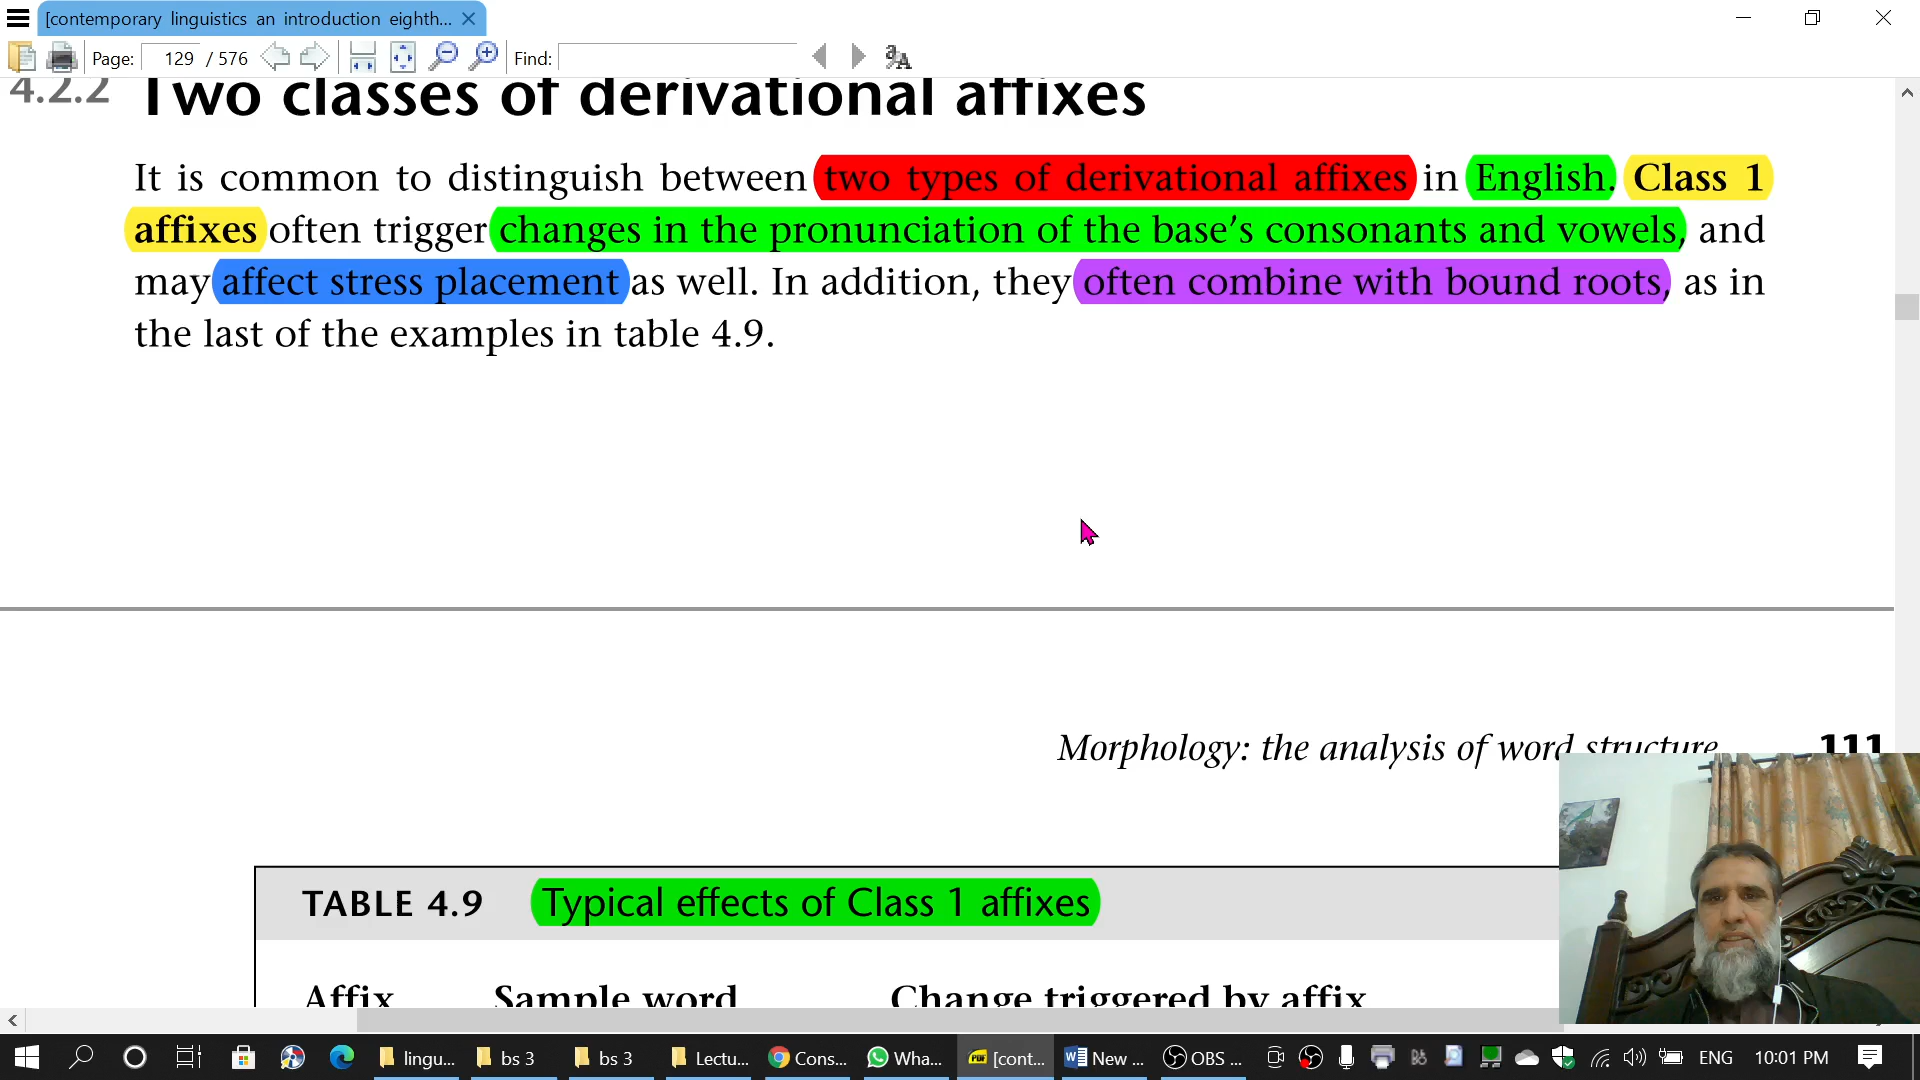 [contemporary linguistics an introduction eighth...
Page: 129 / 576 Find:
4.2.2 Two classes of derivational affixes
It is common to distinguish between two types of derivational affixes in English. Class 1
affixes often trigger changes in the pronunciation of the base's consonants and vowels, and
may affect stress placement as well. In addition, they often combine with bound roots, as in
the last of the examples in table 4.9.
Morphology: the analysis of word structure 111
TABLE 4.9 Typical effects of Class 1 affixes
Affix Sample word Change triggered by affix
lingu... bs 3 bs 3 Lectu... Cons... Wha... [cont... New ... OBS ... ENG 10:01 PM